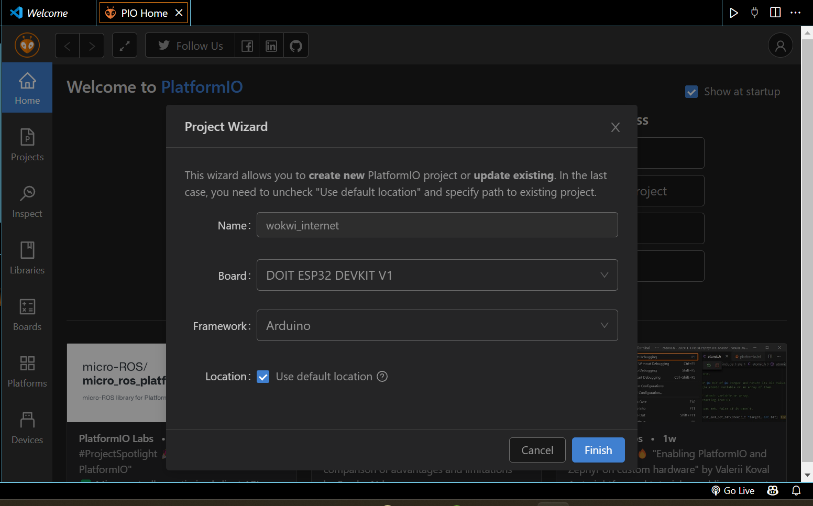 Welcome
PIO Home
Follow Us
Welcome to PlatformIO
Show at startup
Home
Projects
Inspect
Libraries
Boards
Platforms
Devices
ss
roject
Project Wizard
This wizard allows you to create new PlatformIO project or update existing. In the last
case, you need to uncheck "Use default location" and specify path to existing project.
Name:
wokwi_internet
Board:
DOIT ESP32 DEVKIT V1
Framework:
Arduino
Location:
Use default location
Cancel
Finish
micro-ROS/
micro_ros_platf
micro-ROS library for Platform
PlatformIO Labs •
#ProjectSpotlight
PlatformIO"
comparison of advantages and limitations
s • 1w
"Enabling PlatformIO and
Zephyr on custom hardware" by Valerii Koval
Go Live